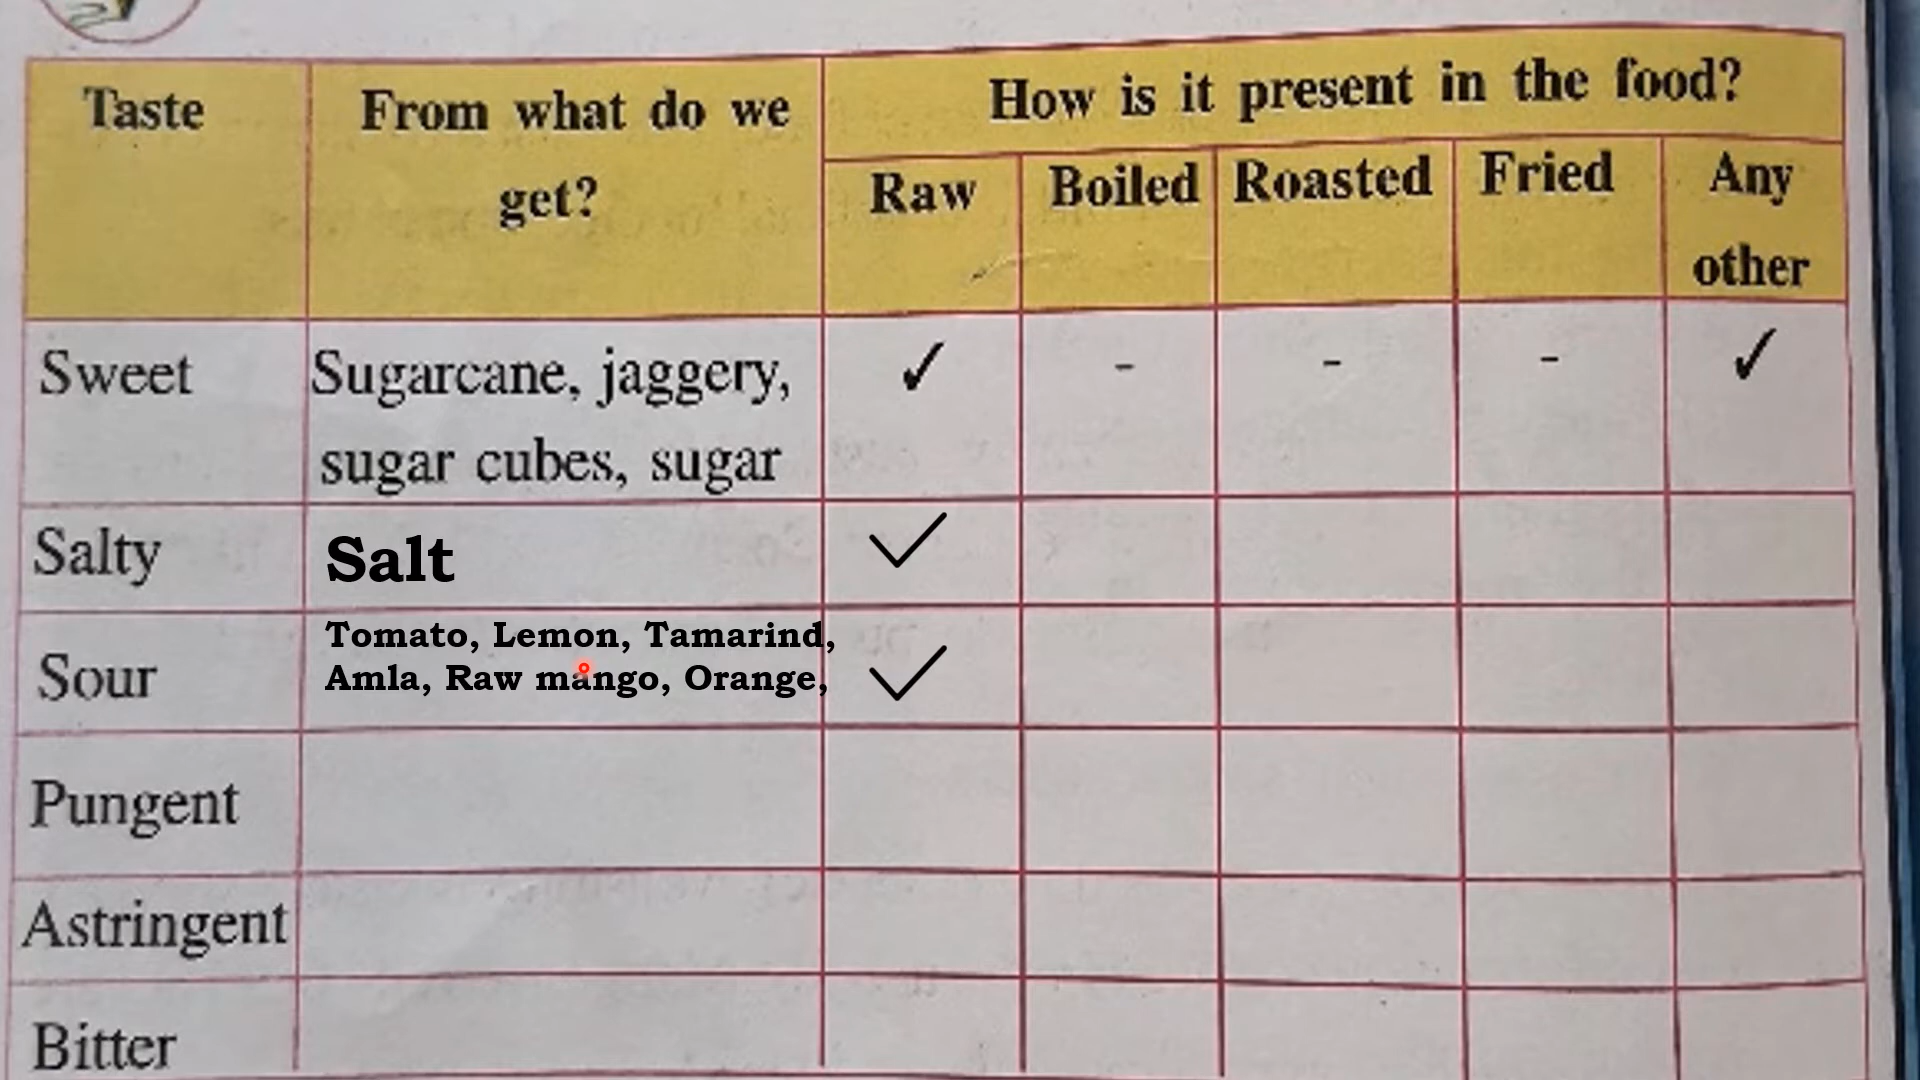 Taste From what do we get? How is it present in the food?
Raw Boiled Roasted Fried Any other
Sweet Sugarcane, jaggery, ✓ - - - ✓
sugar cubes, sugar
Salty Salt ✓
Sour Tomato, Lemon, Tamarind, ✓
Amla, Raw mango, Orange,
Pungent
Astringent
Bitter